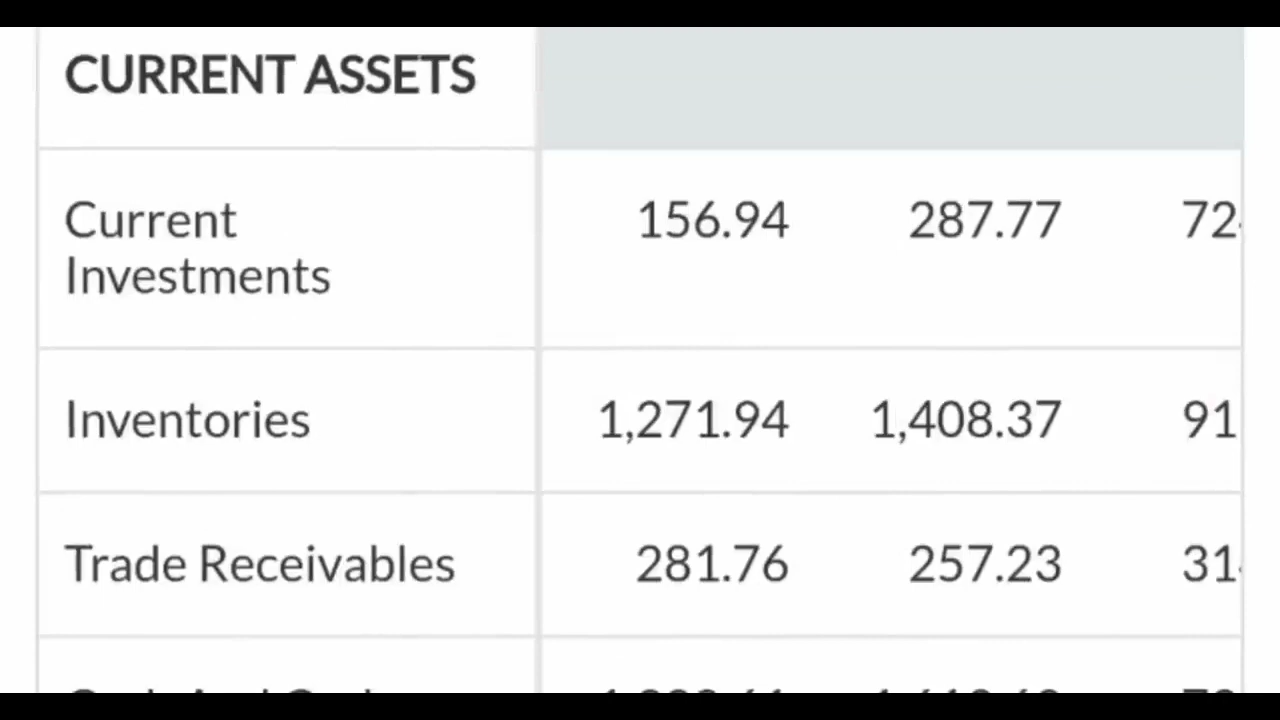 CURRENT ASSETS
Current 156.94 287.77
Investments
Inventories 1,271.94 1,408.37
Trade Receivables 281.76 257.23